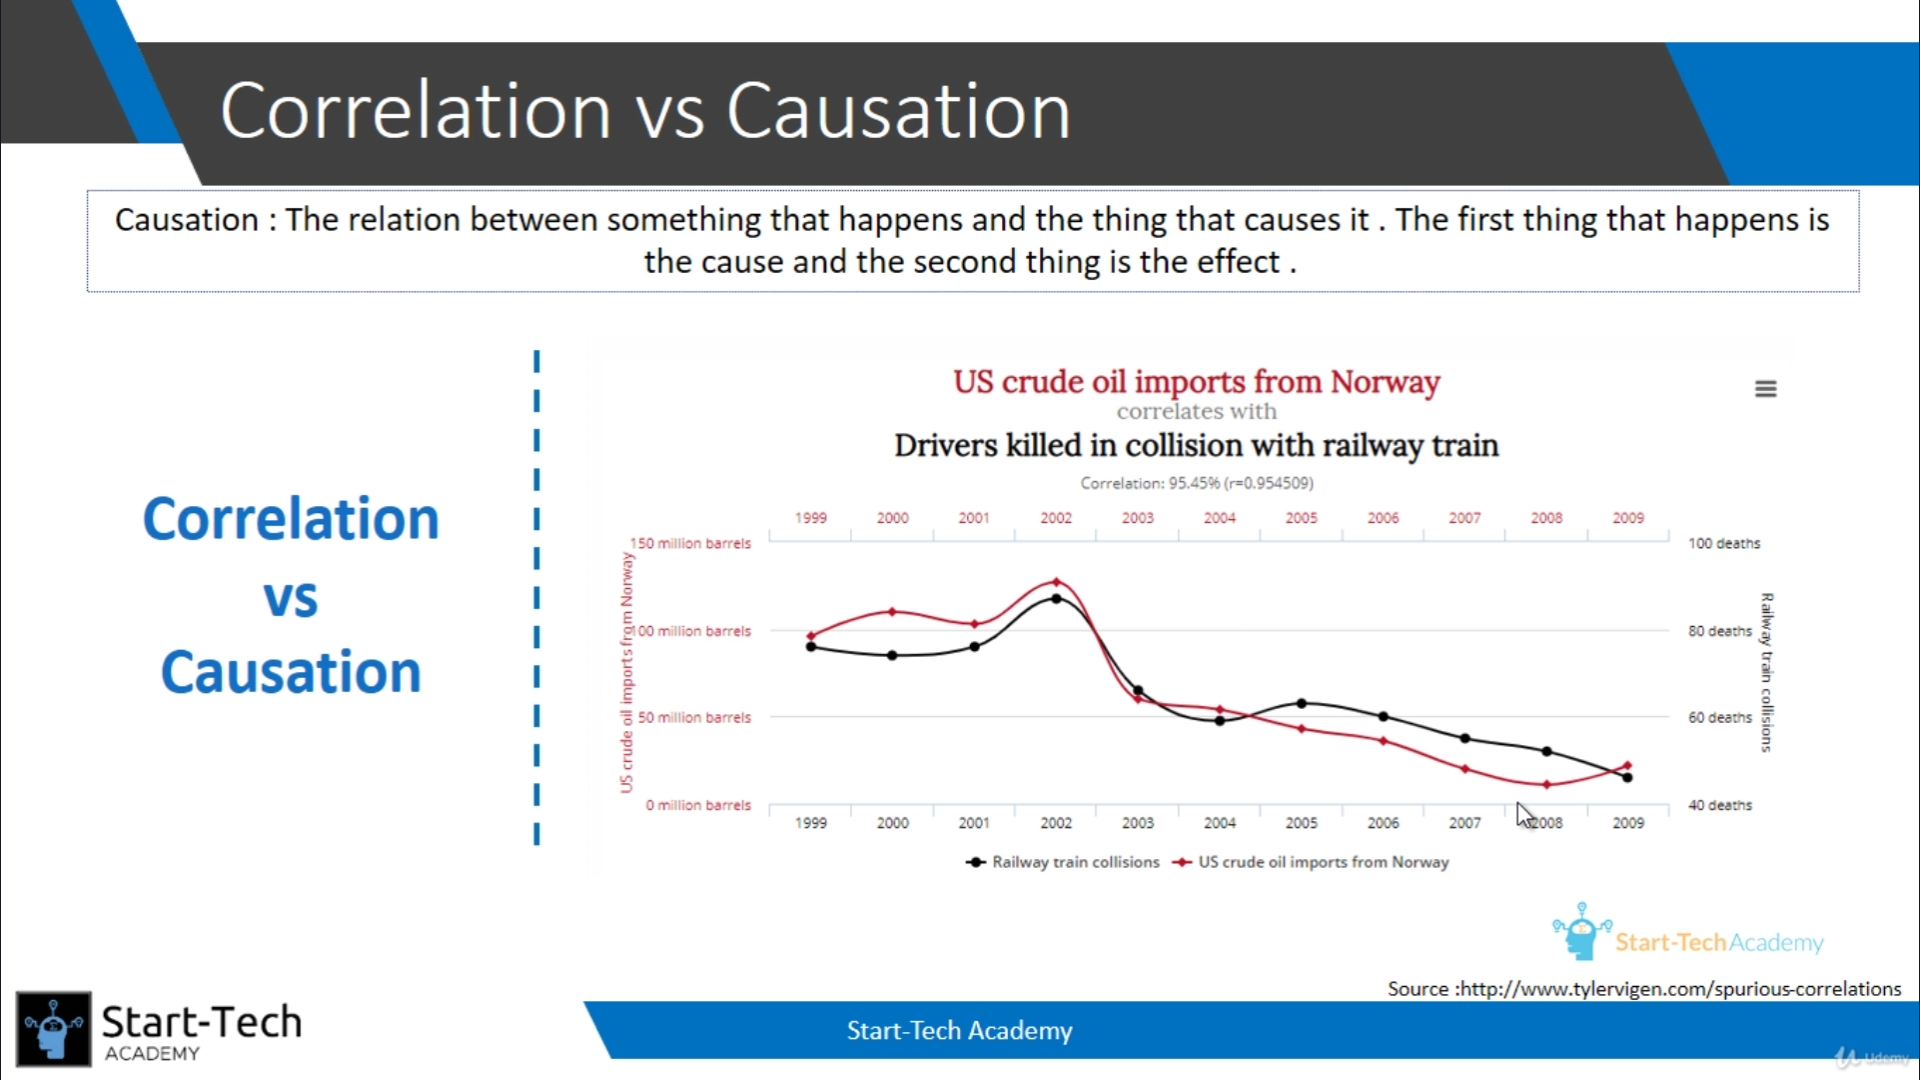 Correlation vs Causation
Causation : The relation between something that happens and the thing that causes it . The first thing that happens is
the cause and the second thing is the effect .
Correlation
vs
Causation
US crude oil imports from Norway
correlates with
Drivers killed in collision with railway train
Correlation: 95.45% (r=0.954509)
1999 2000 2001 2002 2003 2004 2005 2006 2007 2008 2009
150 million barrels
100 million barrels
50 million barrels
0 million barrels
US crude oil imports from Norway
100 deaths
80 deaths
60 deaths
40 deaths
Railway train collisions
1999 2000 2001 2002 2003 2004 2005 2006 2007 2008 2009
Railway train collisions US crude oil imports from Norway
Start-Tech Academy
Source :http://www.tylervigen.com/spurious-correlations
Start-Tech
ACADEMY
Start-Tech Academy
Udemy